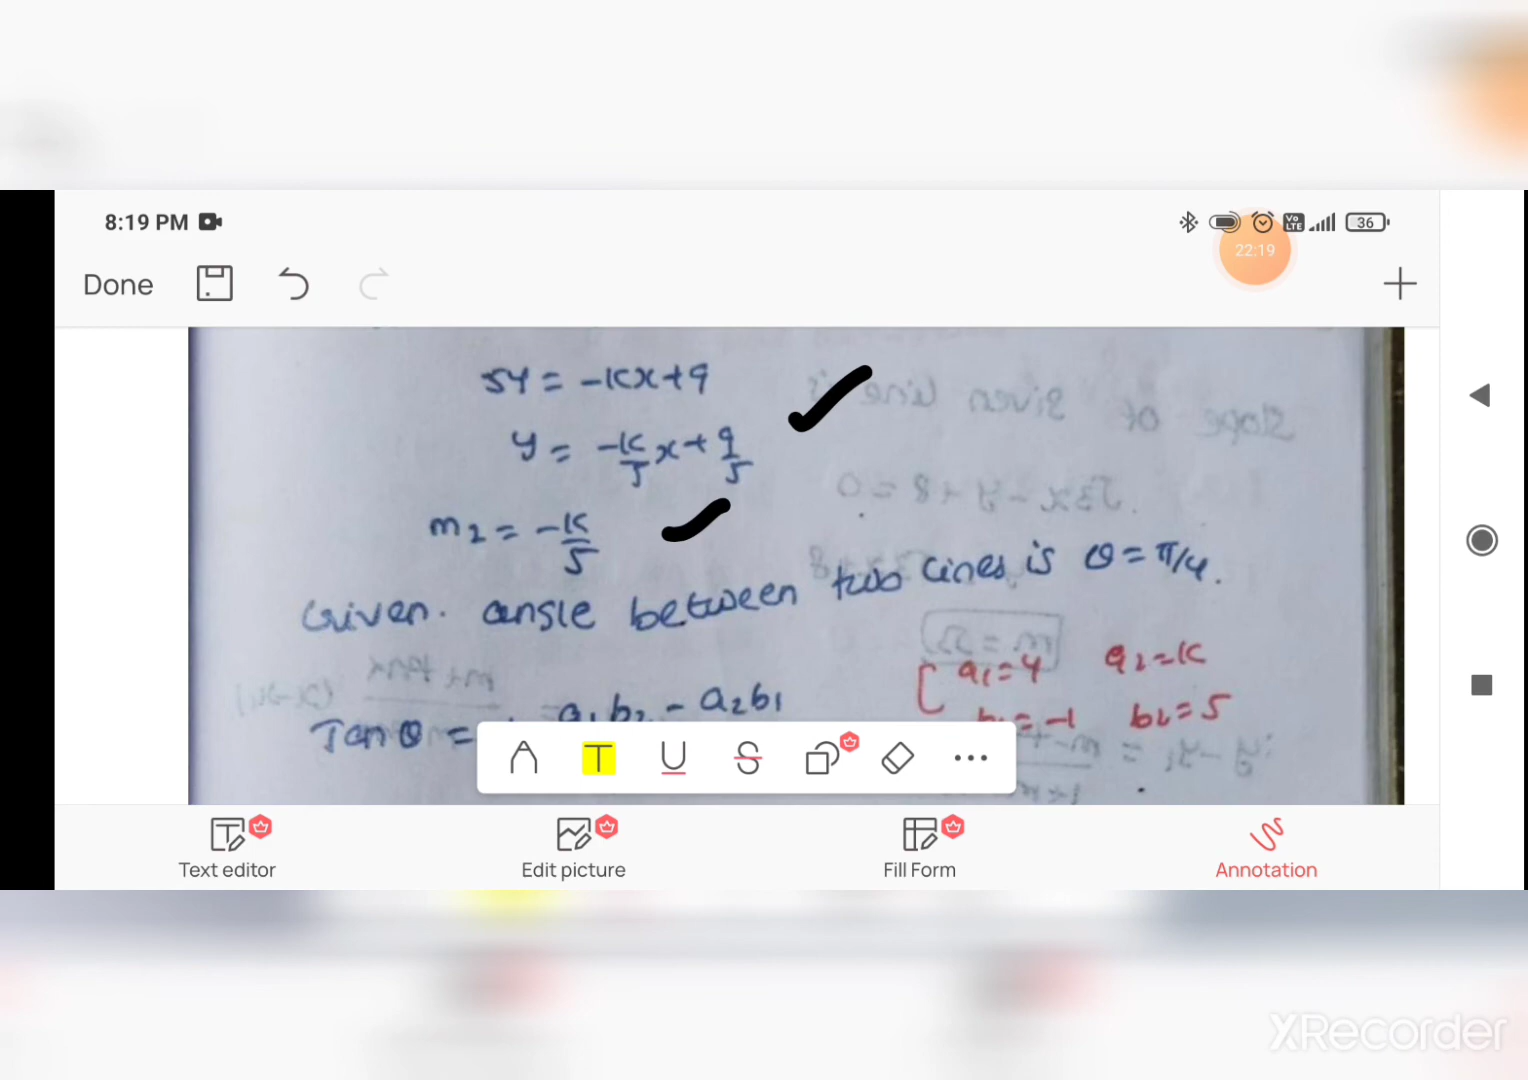 8:19 PM
36
22:19
Done
5y = -kx+9
y = -k/5 x + 9/5
m2 = -k/5
Given. angle between two lines is θ = π/4.
a1=4 a2=k
b1=-1 b2=5
Tanθ = a1b2 - a2b1
Text editor
Edit picture
Fill Form
Annotation
XRecorder